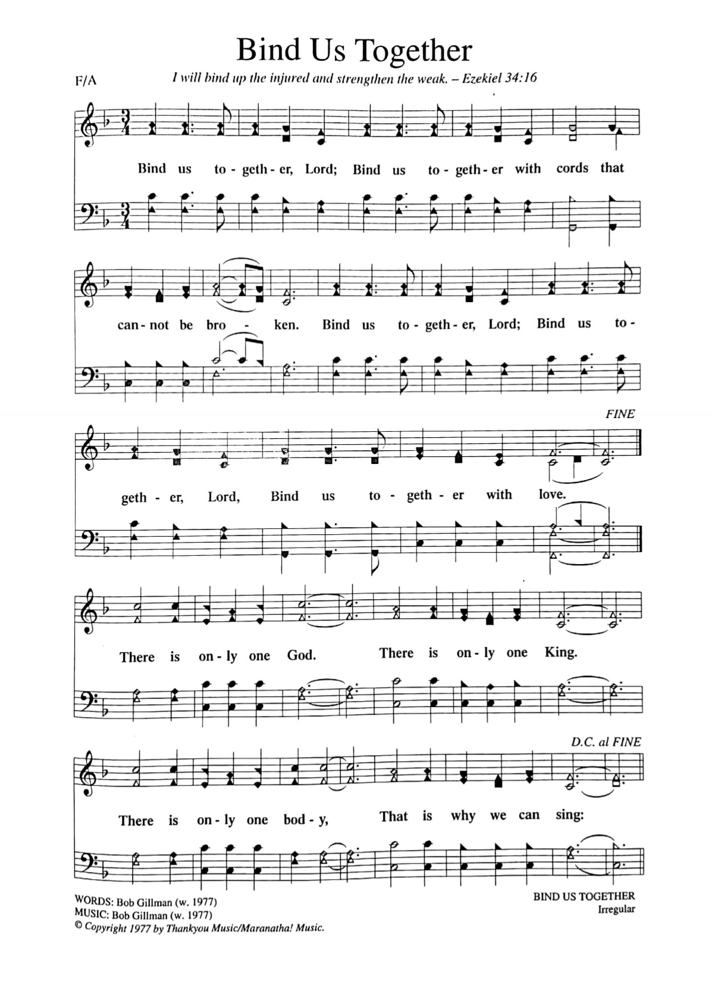 Bind Us Together
F/A
I will bind up the injured and strengthen the weak. – Ezekiel 34:16
Bind us to - geth - er, Lord; Bind us to - geth - er with cords that
can - not be bro - ken. Bind us to - geth - er, Lord; Bind us to -
FINE
geth - er, Lord, Bind us to - geth - er with love.
There is on - ly one God. There is on - ly one King.
D.C. al FINE
There is on - ly one bod - y, That is why we can sing:
WORDS: Bob Gillman (w. 1977)
MUSIC: Bob Gillman (w. 1977)
© Copyright 1977 by Thankyou Music/Maranatha! Music.
BIND US TOGETHER
Irregular